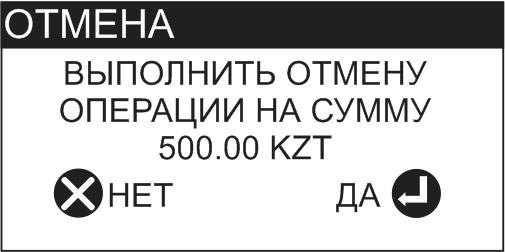 ОТМЕНА
ВЫПОЛНИТЬ ОТМЕНУ
ОПЕРАЦИИ НА СУММУ
500.00 KZT
НЕТ ДА